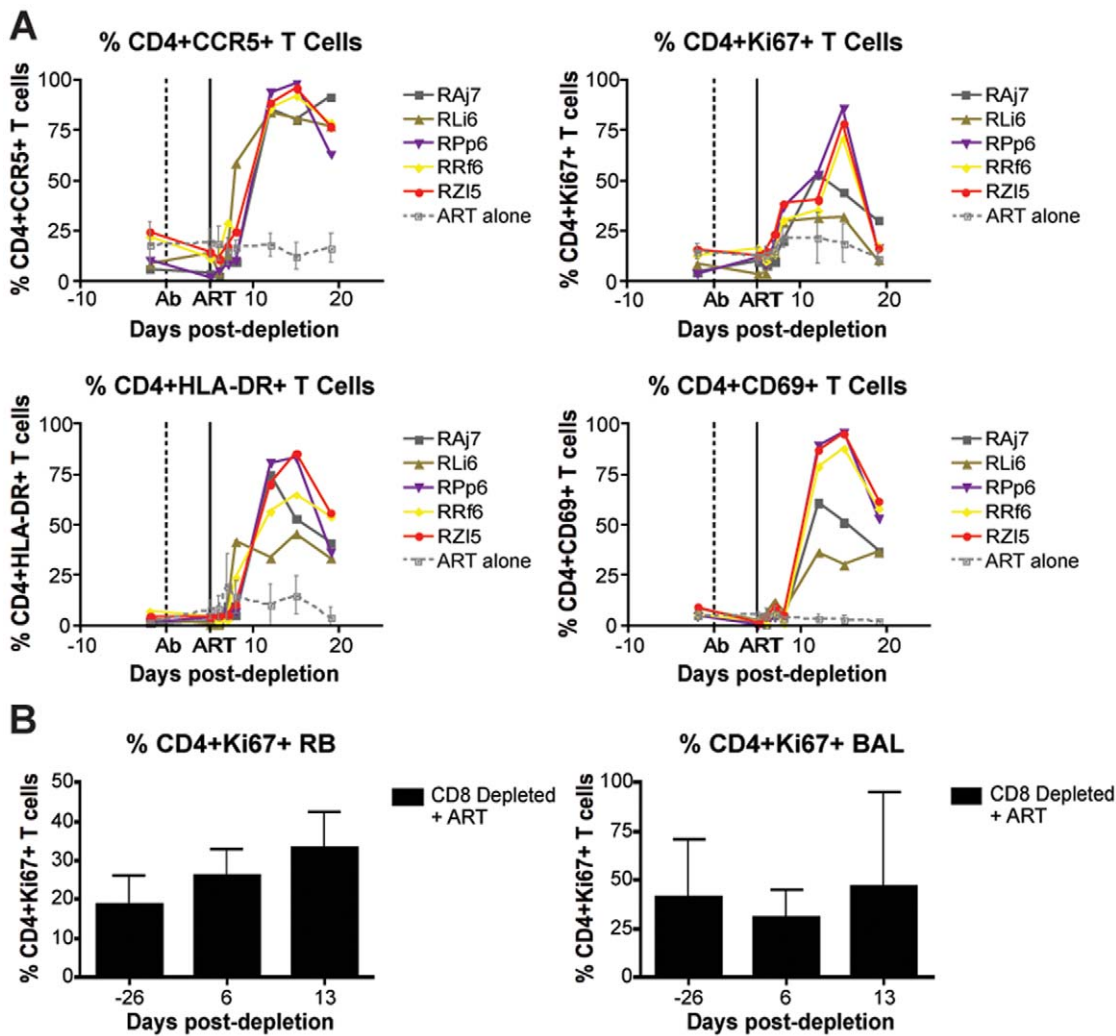 A
% CD4+CCR5+ T Cells
% CD4+CCR5+ T cells
100
75
50
25
0
-10
Ab
ART
10
20
Days post-depletion
RAj7
RLi6
RPp6
RRf6
RZl5
ART alone
% CD4+Ki67+ T Cells
% CD4+Ki67+ T cells
100
75
50
25
0
-10
Ab
ART
10
20
Days post-depletion
RAj7
RLi6
RPp6
RRf6
RZl5
ART alone
% CD4+HLA-DR+ T Cells
% CD4+HLA-DR+ T cells
100
75
50
25
0
-10
Ab
ART
10
20
Days post-depletion
RAj7
RLi6
RPp6
RRf6
RZl5
ART alone
% CD4+CD69+ T Cells
% CD4+CD69+ T cells
100
75
50
25
0
-10
Ab
ART
10
20
Days post-depletion
RAj7
RLi6
RPp6
RRf6
RZl5
ART alone
B
% CD4+Ki67+ RB
% CD4+Ki67+ T cells
50
40
30
20
10
0
-26
6
13
Days post-depletion
CD8 Depleted
+ ART
% CD4+Ki67+ BAL
% CD4+Ki67+ T cells
100
75
50
25
0
-26
6
13
Days post-depletion
CD8 Depleted
+ ART